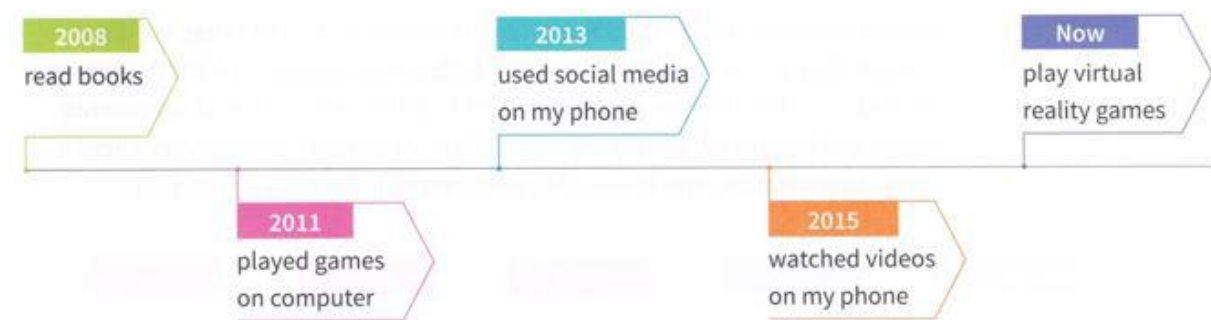 2008
read books
2011
played games
on computer
2013
used social media
on my phone
2015
watched videos
on my phone
Now
play virtual
reality games